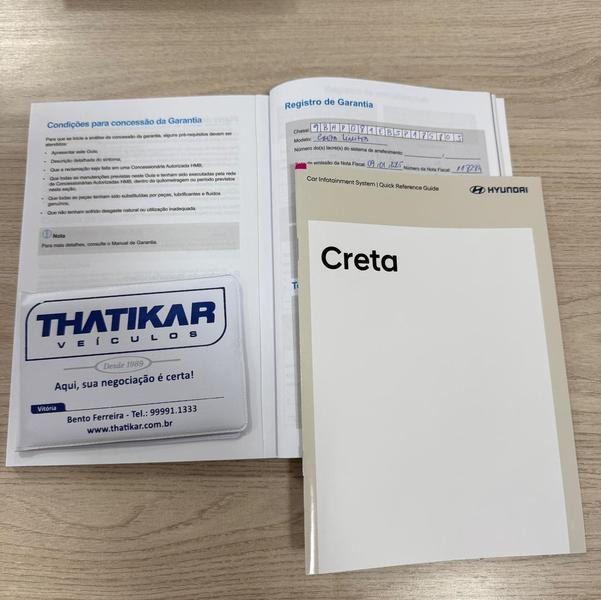 Condições para concessão da Garantia
Para que se inicie a análise da concessão da garantia, alguns pré-requisitos devem ser
atendidos:
• Apresentar este Guia;
• Descrição detalhada do sintoma;
• Que a reclamação seja feita em uma Concessionária Autorizada HMB;
• Que todas as manutenções previstas neste Guia e tenham sido executadas pela rede
de Concessionárias Autorizadas HMB, dentro da quilometragem ou período previstos
nesta seção;
• Que todas as peças tenham sido substituídas por peças, lubrificantes e fluidos
genuínos;
• Que não tenham sofrido desgaste natural ou utilização inadequada.
Nota
Para mais detalhes, consulte o Manual de Garantia.
THATIKAR
VEÍCULOS
Desde 1989
Aqui, sua negociação é certa!
Vitória
Bento Ferreira - Tel.: 99991.1333
www.thatikar.com.br
Registro de Garantia
Chassi:
Modelo: Creta Limited
Número do(s) lacre(s) do sistema de arrefecimento:
emissão da Nota Fiscal: Número da Nota Fiscal:
Car Infotainment System | Quick Reference Guide
HYUNDAI
Creta